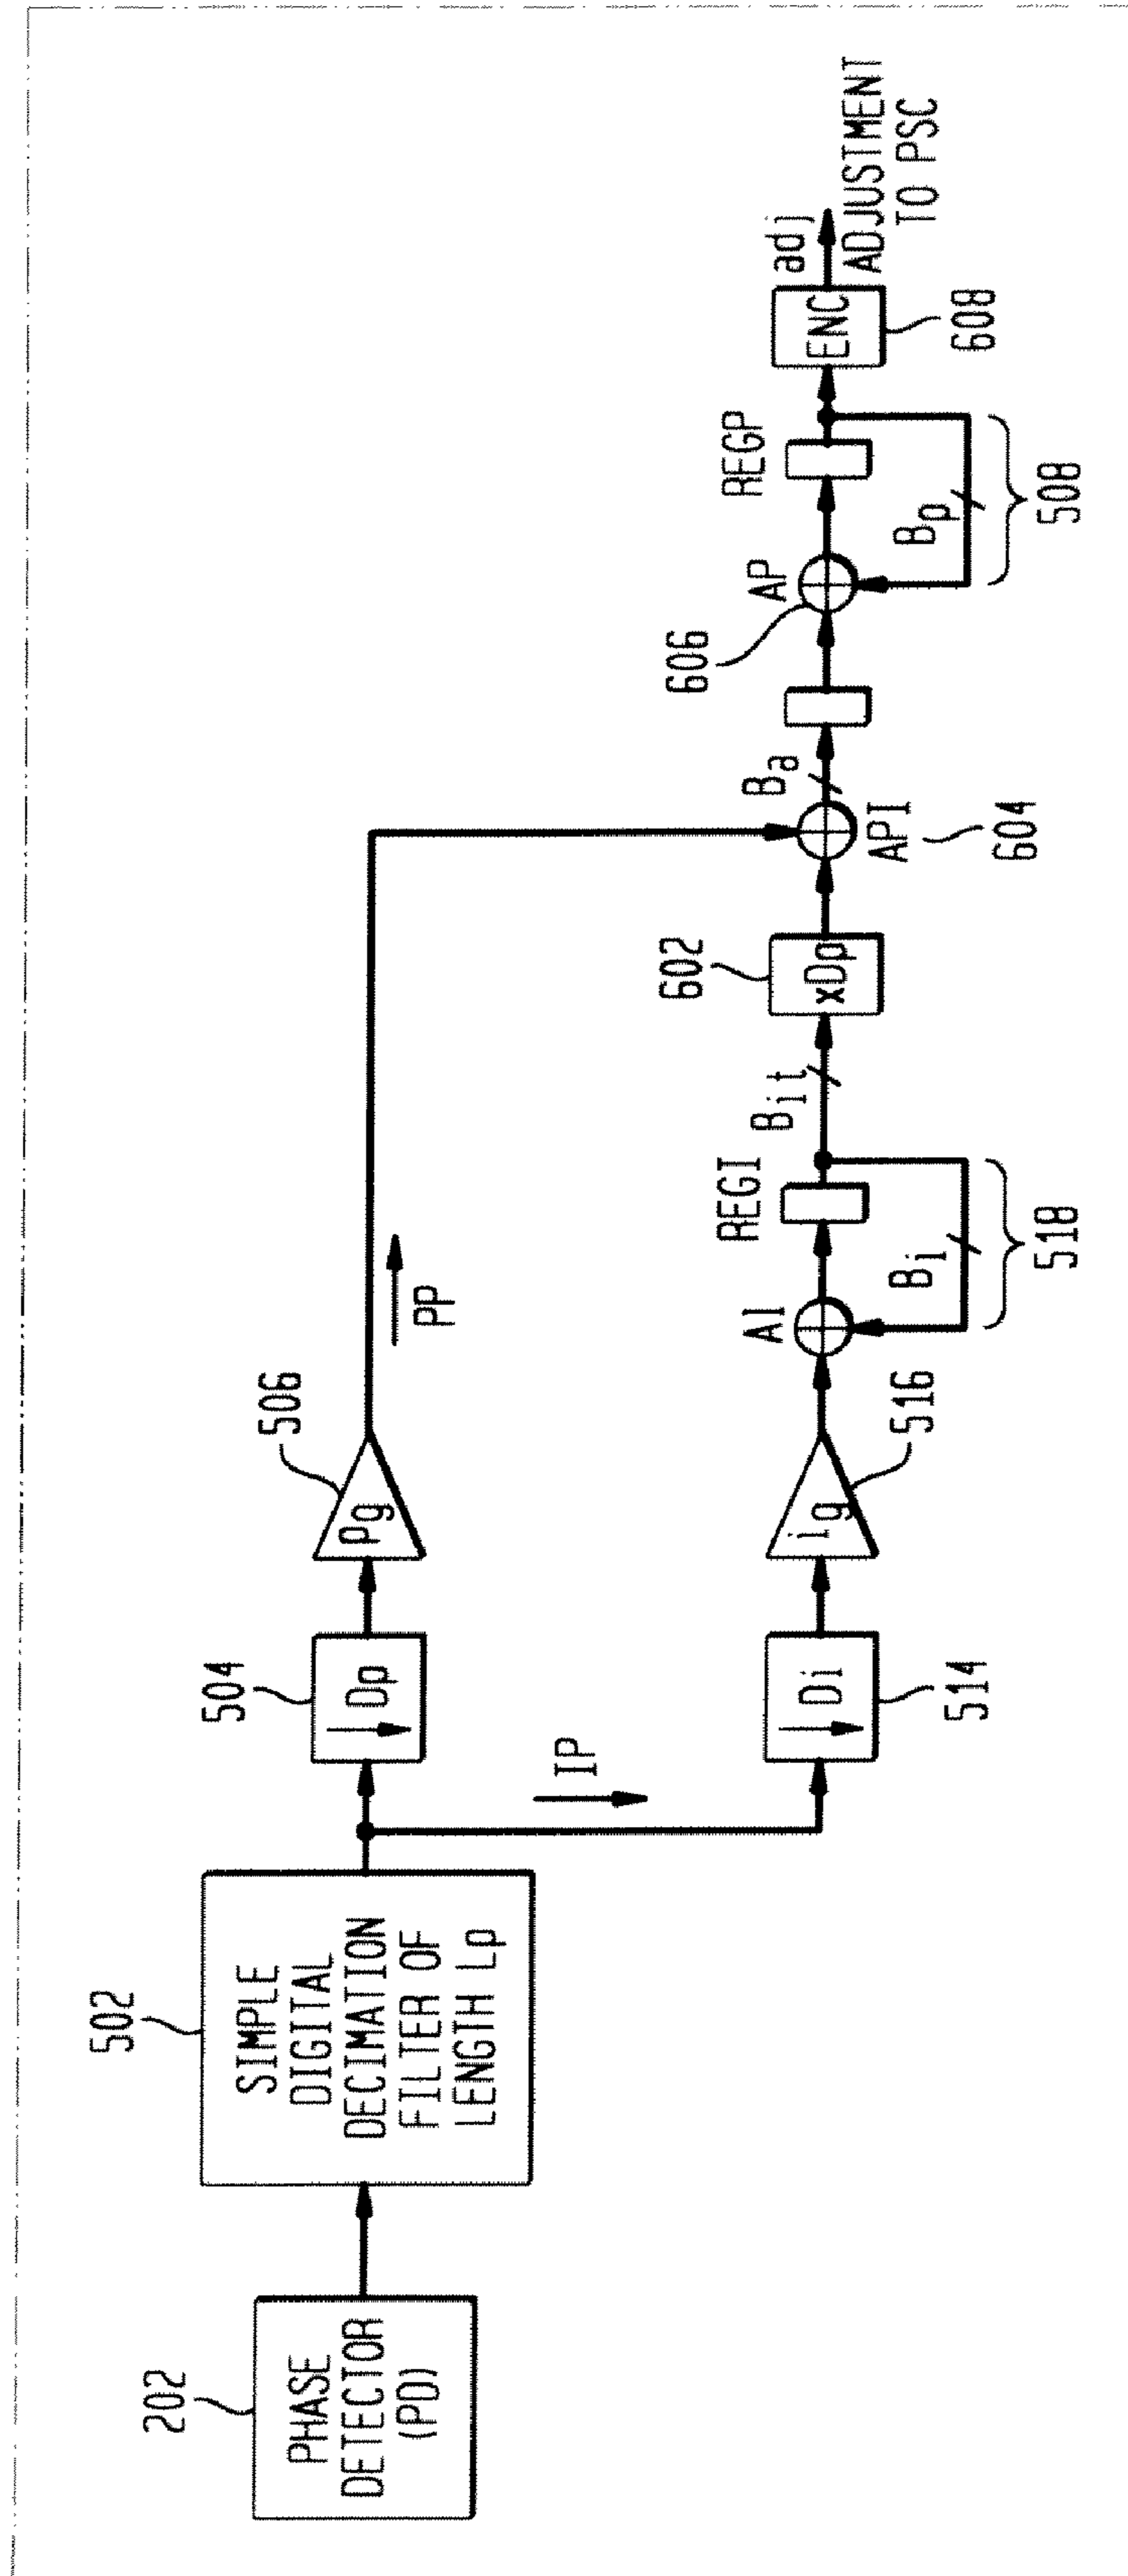 202
PHASE
DETECTOR
(PD)
502
SIMPLE
DIGITAL
DECIMATION
FILTER OF
LENGTH Lp
504
Dp
506
pg
PP
IP
514
Di
516
ig
AI
REGI
Bi
518
Bit
602
xDp
API
604
Ba
606
AP
REGP
Bp
508
ENC
608
adj
ADJUSTMENT
TO PSC